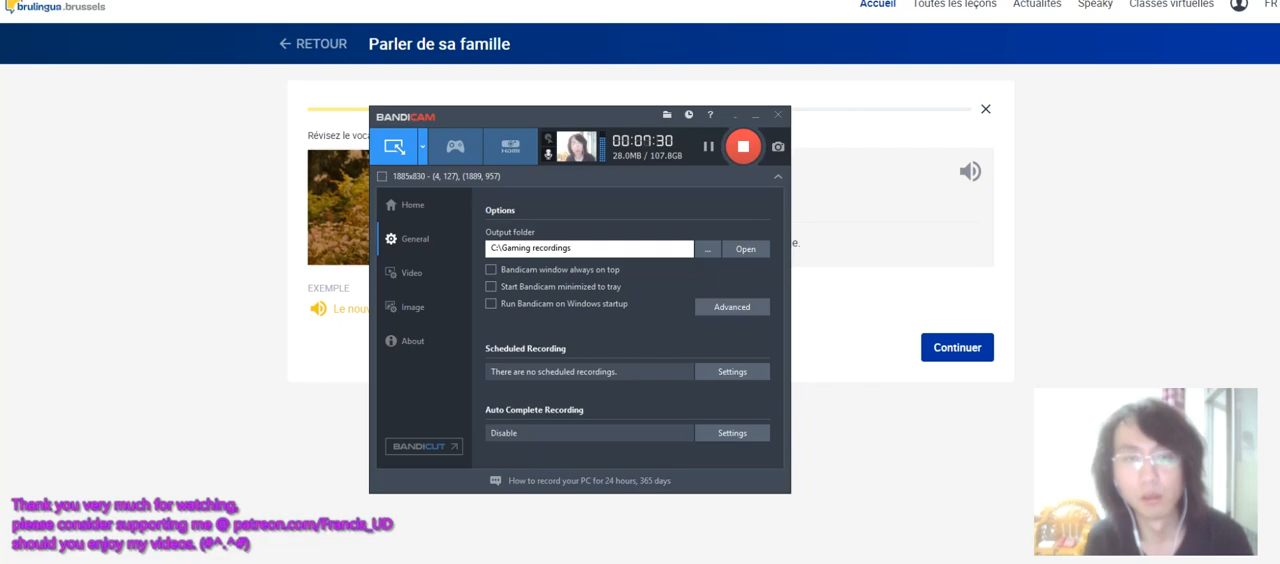 brulingua.brussels
Accueil Toutes les leçons Actualités Speaky Classes virtuelles FR
← RETOUR Parler de sa famille
Révisez le voca
e.
EXEMPLE
Le nouv
Continuer
BANDICAM
?
HDMI
00:07:30
28.0MB / 107.8GB
1885x830 - (4, 127), (1889, 957)
Home
General
Video
Image
About
BANDICUT
Options
Output folder
C:\Gaming recordings
... Open
Bandicam window always on top
Start Bandicam minimized to tray
Run Bandicam on Windows startup
Advanced
Scheduled Recording
There are no scheduled recordings. Settings
Auto Complete Recording
Disable Settings
How to record your PC for 24 hours, 365 days
Thank you very much for watching,
please consider supporting me @ patreon.com/Francis_UD
should you enjoy my videos. (#^.^#)